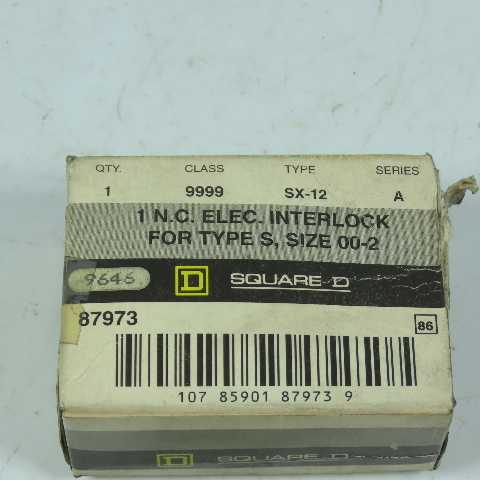 QTY. CLASS TYPE SERIES
1 9999 SX-12 A
1 N.C. ELEC. INTERLOCK
FOR TYPE S, SIZE 00-2
9646 D SQUARE D
87973 86
107 85901 87973 9
D SQUARE D